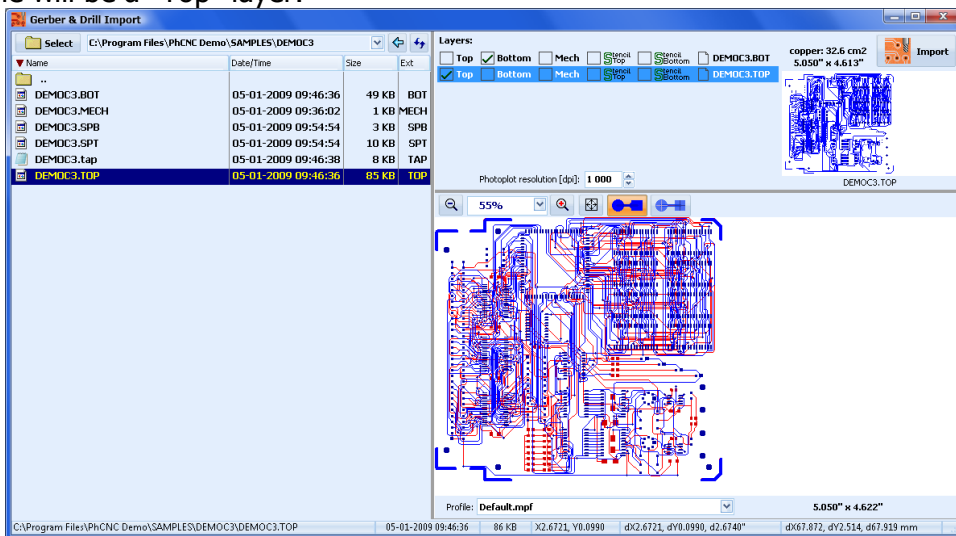 ne will be a "Top" layer.
Gerber & Drill Import
Select C:\Program Files\PhCNC Demo\SAMPLES\DEMOC3
Name Date/Time Size Ext
..
DEMOC3.BOT 05-01-2009 09:46:36 49 KB BOT
DEMOC3.MECH 05-01-2009 09:36:02 1 KB MECH
DEMOC3.SPB 05-01-2009 09:54:54 3 KB SPB
DEMOC3.SPT 05-01-2009 09:54:54 10 KB SPT
DEMOC3.tap 05-01-2009 09:46:38 8 KB TAP
DEMOC3.TOP 05-01-2009 09:46:36 85 KB TOP
Layers:
Top Bottom Mech Stencil Top Stencil Bottom DEMOC3.BOT
Top Bottom Mech Stencil Top Stencil Bottom DEMOC3.TOP
Photoplot resolution [dpi]: 1 000
copper: 32.6 cm2
5.050" x 4.613"
Import
DEMOC3.TOP
55%
Profile: Default.mpf 5.050" x 4.622"
C:\Program Files\PhCNC Demo\SAMPLES\DEMOC3\DEMOC3.TOP 05-01-2009 09:46:36 86 KB X2.6721, Y0.0990 dX2.6721, dY0.0990, d2.6740" dX67.872, dY2.514, d67.919 mm